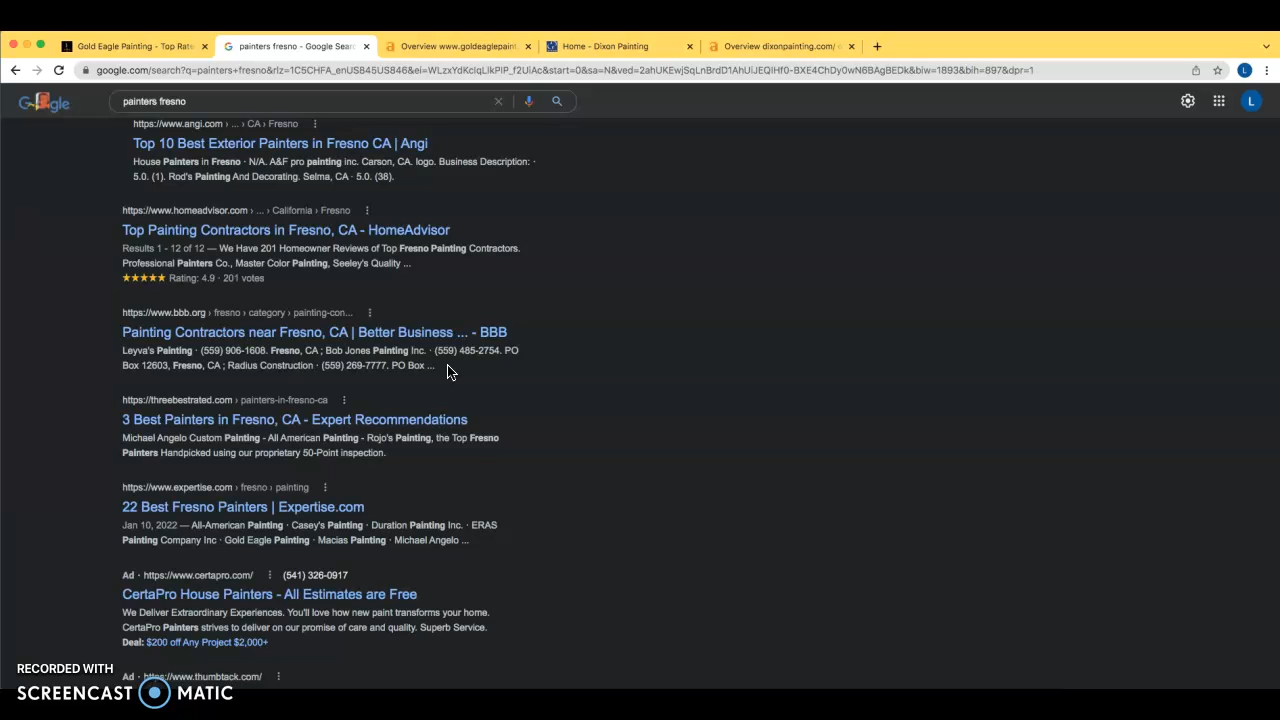 Gold Eagle Painting - Top Rate
painters fresno - Google Sear
Overview www.goldeaglepaint
Home - Dixon Painting
Overview dixonpainting.com/
google.com/search?q=painters+fresno&rlz=1C5CHFA_enUS845US846&ei=WLzxYdKcIqLIkPIP_f2UiAc&start=0&sa=N&ved=2ahUKEwjSqLnBrdD1AhUiJEQIHf0-BXE4ChDy0wN6BAgBEDk&biw=1893&bih=897&dpr=1
L
painters fresno
L
https://www.angi.com › ... › CA › Fresno
Top 10 Best Exterior Painters in Fresno CA | Angi
House Painters in Fresno · N/A. A&F pro painting inc. Carson, CA. logo. Business Description: ·
5.0. (1). Rod's Painting And Decorating. Selma, CA · 5.0. (38).
https://www.homeadvisor.com › ... › California › Fresno
Top Painting Contractors in Fresno, CA - HomeAdvisor
Results 1 - 12 of 12 — We Have 201 Homeowner Reviews of Top Fresno Painting Contractors.
Professional Painters Co., Master Color Painting, Seeley's Quality ...
★★★★★ Rating: 4.9 · 201 votes
https://www.bbb.org › fresno › category › painting-con...
Painting Contractors near Fresno, CA | Better Business ... - BBB
Leyva's Painting · (559) 906-1608. Fresno, CA ; Bob Jones Painting Inc. · (559) 485-2754. PO
Box 12603, Fresno, CA ; Radius Construction · (559) 269-7777. PO Box ...
https://threebestrated.com › painters-in-fresno-ca
3 Best Painters in Fresno, CA - Expert Recommendations
Michael Angelo Custom Painting - All American Painting - Rojo's Painting, the Top Fresno
Painters Handpicked using our proprietary 50-Point inspection.
https://www.expertise.com › fresno › painting
22 Best Fresno Painters | Expertise.com
Jan 10, 2022 — All-American Painting · Casey's Painting · Duration Painting Inc. · ERAS
Painting Company Inc · Gold Eagle Painting · Macias Painting · Michael Angelo ...
Ad · https://www.certapro.com/ (541) 326-0917
CertaPro House Painters - All Estimates are Free
We Deliver Extraordinary Experiences. You'll love how new paint transforms your home.
CertaPro Painters strives to deliver on our promise of care and quality. Superb Service.
Deal: $200 off Any Project $2,000+
Ad · https://www.thumbtack.com/
RECORDED WITH
SCREENCAST MATIC